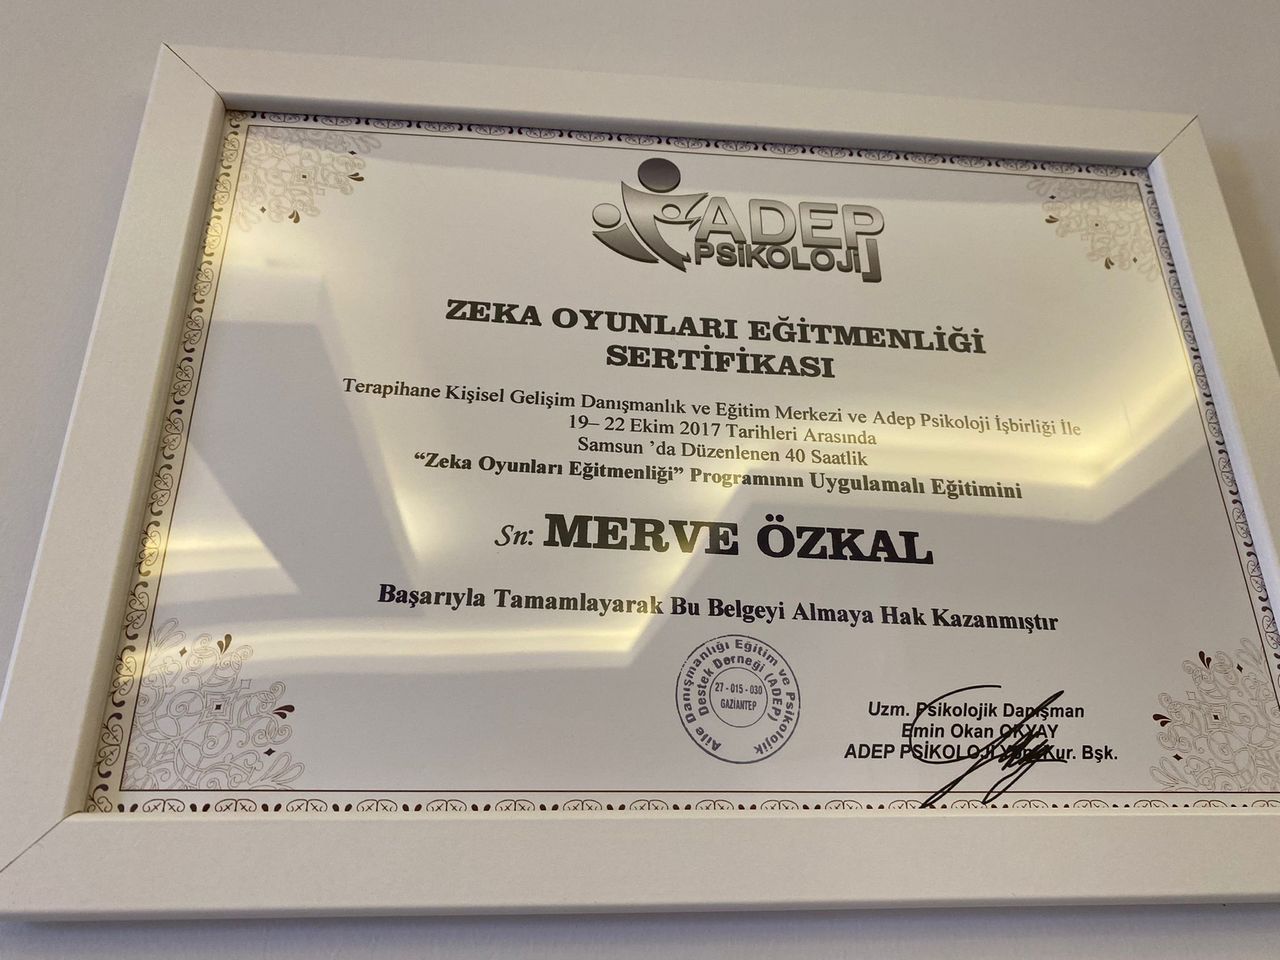 ADEP
PSİKOLOJİ
ZEKA OYUNLARI EĞİTMENLİĞİ
SERTİFİKASI
Terapihane Kişisel Gelişim Danışmanlık ve Eğitim Merkezi ve Adep Psikoloji İşbirliği İle
19– 22 Ekim 2017 Tarihleri Arasında
Samsun ’da Düzenlenen 40 Saatlik
“Zeka Oyunları Eğitmenliği” Programının Uygulamalı Eğitimini
Sn: MERVE ÖZKAL
Başarıyla Tamamlayarak Bu Belgeyi Almaya Hak Kazanmıştır
Aile Danışmanlığı Eğitim ve Psikolojik
Destek Derneği (ADEP)
27 - 015 - 030
GAZİANTEP
Uzm. Psikolojik Danışman
Emin Okan OKYAY
ADEP PSİKOLOJİ Yön. Kur. Bşk.